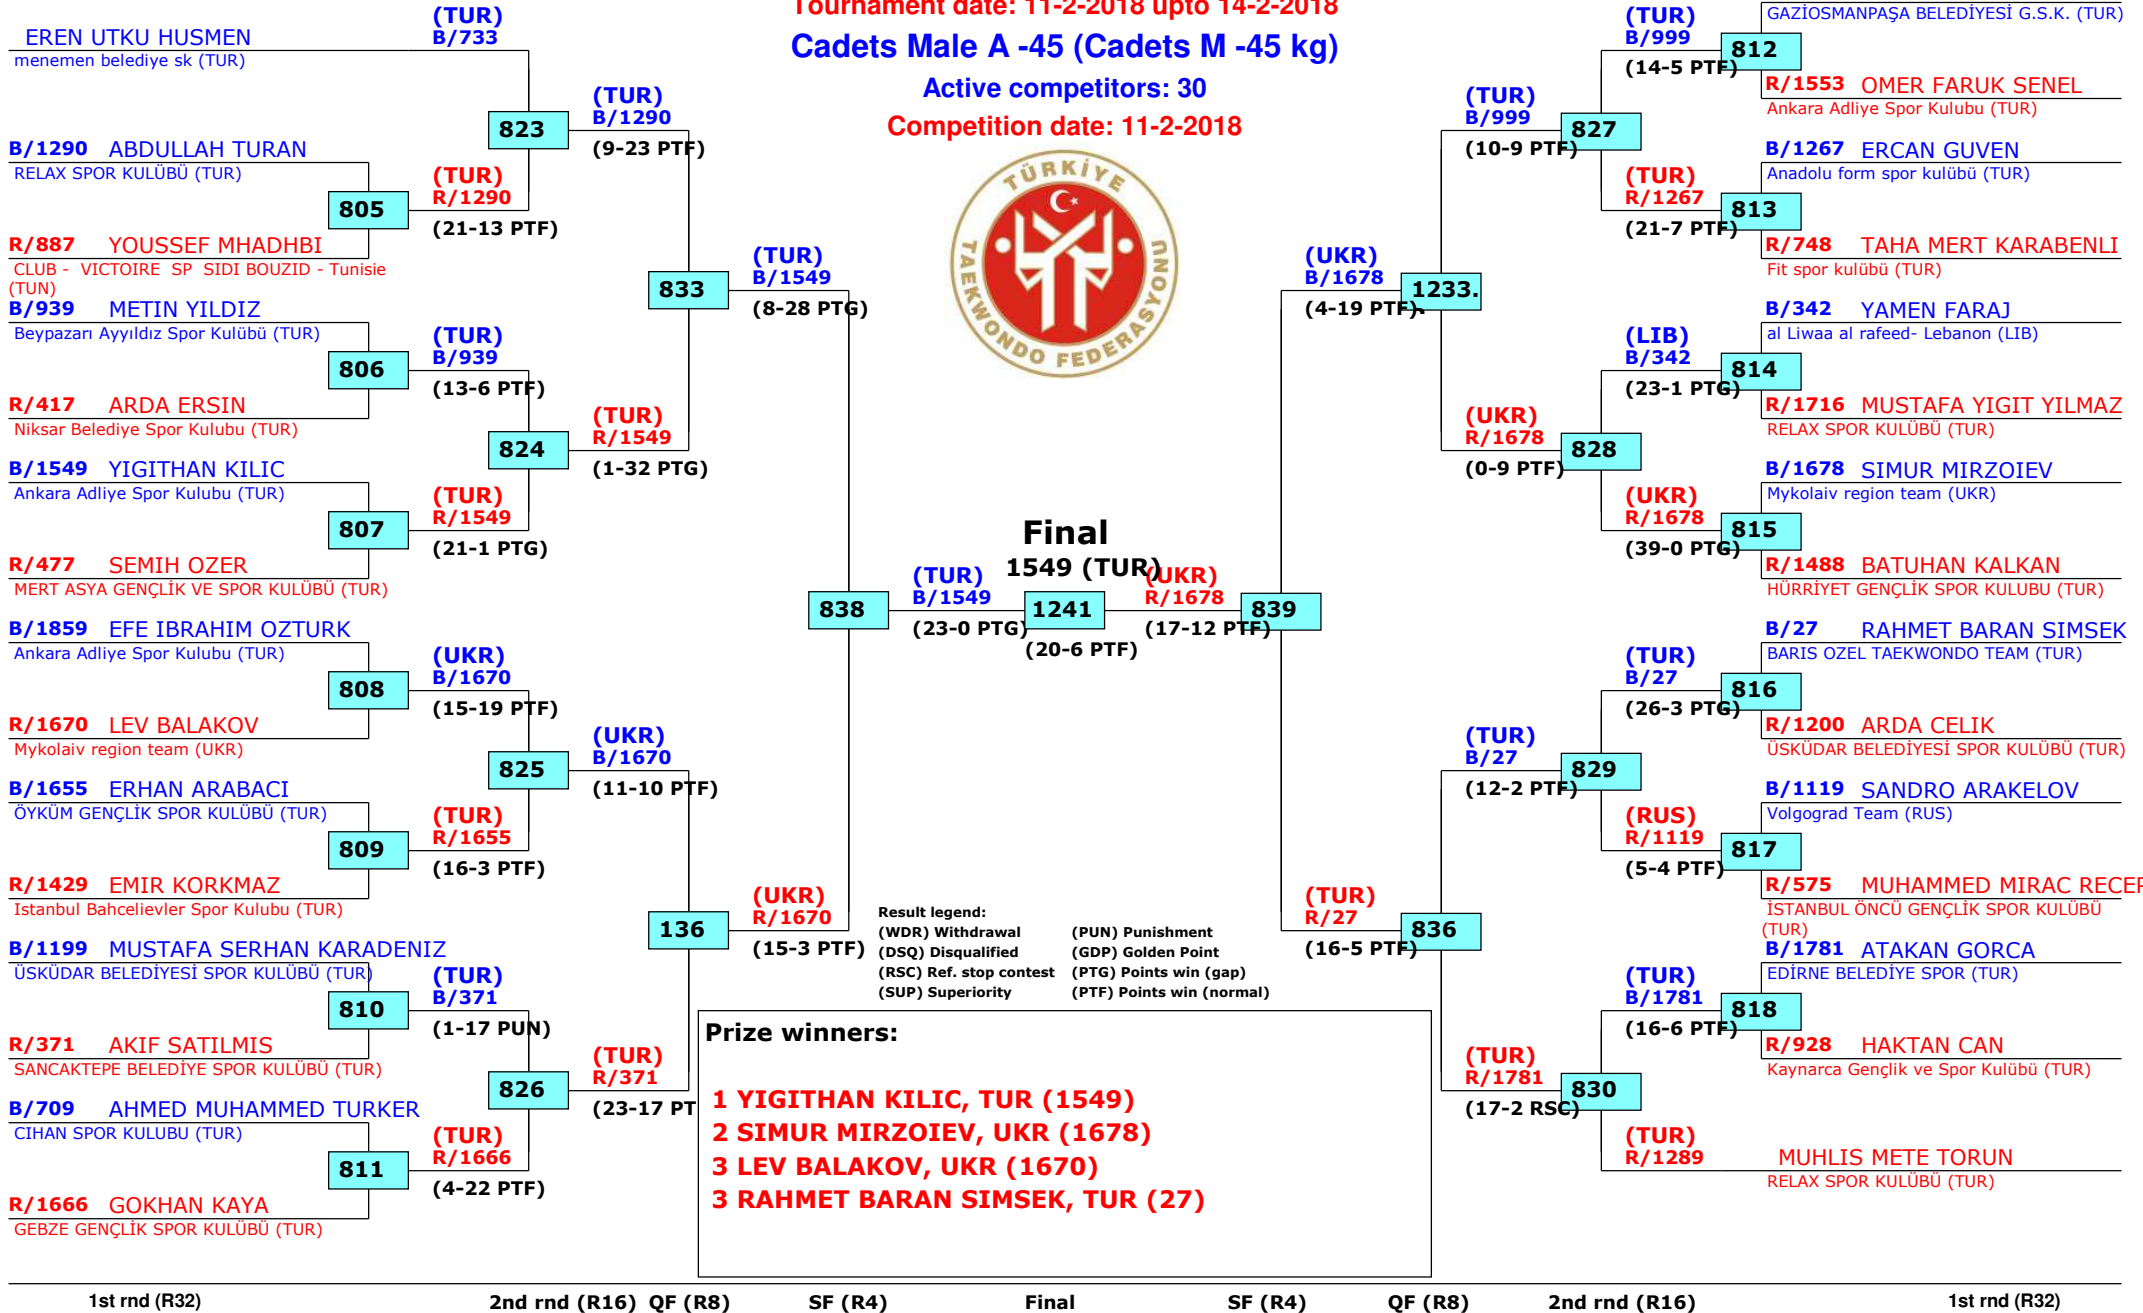 Tournament date: 11-2-2018 upto 14-2-2018
Cadets Male A -45 (Cadets M -45 kg)
Active competitors: 30
Competition date: 11-2-2018
TÜRKİYE TAEKWONDO FEDERASYONU
EREN UTKU HUSMEN
menemen belediye sk (TUR)
(TUR)
B/733
B/1290 ABDULLAH TURAN
RELAX SPOR KULÜBÜ (TUR)
805
R/887 YOUSSEF MHADHBI
CLUB - VICTOIRE SP SIDI BOUZID - Tunisie
(TUN)
(TUR)
R/1290
(21-13 PTF)
823
(TUR)
B/1290
(9-23 PTF)
B/939 METIN YILDIZ
Beypazarı Ayyıldız Spor Kulübü (TUR)
806
R/417 ARDA ERSIN
Niksar Belediye Spor Kulubu (TUR)
(TUR)
B/939
(13-6 PTF)
B/1549 YIGITHAN KILIC
Ankara Adliye Spor Kulubu (TUR)
807
R/477 SEMIH OZER
MERT ASYA GENÇLİK VE SPOR KULÜBÜ (TUR)
(TUR)
R/1549
(21-1 PTG)
824
(TUR)
R/1549
(1-32 PTG)
833
(TUR)
B/1549
(8-28 PTG)
B/1859 EFE IBRAHIM OZTURK
Ankara Adliye Spor Kulubu (TUR)
808
R/1670 LEV BALAKOV
Mykolaiv region team (UKR)
(UKR)
B/1670
(15-19 PTF)
B/1655 ERHAN ARABACI
ÖYKÜM GENÇLİK SPOR KULÜBÜ (TUR)
809
R/1429 EMIR KORKMAZ
Istanbul Bahcelievler Spor Kulubu (TUR)
(TUR)
R/1655
(16-3 PTF)
825
(UKR)
B/1670
(11-10 PTF)
B/1199 MUSTAFA SERHAN KARADENIZ
ÜSKÜDAR BELEDİYESİ SPOR KULÜBÜ (TUR)
810
R/371 AKIF SATILMIS
SANCAKTEPE BELEDİYE SPOR KULÜBÜ (TUR)
(TUR)
B/371
(1-17 PUN)
B/709 AHMED MUHAMMED TURKER
CIHAN SPOR KULUBU (TUR)
811
R/1666 GOKHAN KAYA
GEBZE GENÇLİK SPOR KULÜBÜ (TUR)
(TUR)
R/1666
(4-22 PTF)
826
(TUR)
R/371
(23-17 PT
136
(UKR)
R/1670
(15-3 PTF)
838
(TUR)
B/1549
(23-0 PTG)
Final
1549 (TUR)
1241
(20-6 PTF)
(UKR)
R/1678
(17-12 PTF)
839
(UKR)
B/1678
(4-19 PTF).
1233.
(TUR)
B/999
(10-9 PTF)
827
(TUR)
B/999
(14-5 PTF)
812
GAZİOSMANPAŞA BELEDİYESİ G.S.K. (TUR)
R/1553 OMER FARUK SENEL
Ankara Adliye Spor Kulubu (TUR)
B/1267 ERCAN GUVEN
Anadolu form spor kulübü (TUR)
(TUR)
R/1267
(21-7 PTF)
813
R/748 TAHA MERT KARABENLI
Fit spor kulübü (TUR)
B/342 YAMEN FARAJ
al Liwaa al rafeed- Lebanon (LIB)
(LIB)
B/342
(23-1 PTG)
814
R/1716 MUSTAFA YIGIT YILMAZ
RELAX SPOR KULÜBÜ (TUR)
(UKR)
R/1678
(0-9 PTF)
828
B/1678 SIMUR MIRZOIEV
Mykolaiv region team (UKR)
(UKR)
R/1678
(39-0 PTG)
815
R/1488 BATUHAN KALKAN
HÜRRİYET GENÇLİK SPOR KULUBU (TUR)
B/27 RAHMET BARAN SIMSEK
BARIS OZEL TAEKWONDO TEAM (TUR)
(TUR)
B/27
(26-3 PTG)
816
R/1200 ARDA CELIK
ÜSKÜDAR BELEDİYESİ SPOR KULÜBÜ (TUR)
(TUR)
B/27
(12-2 PTF)
829
B/1119 SANDRO ARAKELOV
Volgograd Team (RUS)
(RUS)
R/1119
(5-4 PTF)
817
R/575 MUHAMMED MIRAC RECEP
İSTANBUL ÖNCÜ GENÇLİK SPOR KULÜBÜ
(TUR)
(TUR)
R/27
(16-5 PTF)
836
B/1781 ATAKAN GORCA
EDİRNE BELEDİYE SPOR (TUR)
(TUR)
B/1781
(16-6 PTF)
818
R/928 HAKTAN CAN
Kaynarca Gençlik ve Spor Kulübü (TUR)
(TUR)
R/1781
(17-2 RSC)
830
(TUR)
R/1289
MUHLIS METE TORUN
RELAX SPOR KULÜBÜ (TUR)
Result legend:
(WDR) Withdrawal (PUN) Punishment
(DSQ) Disqualified (GDP) Golden Point
(RSC) Ref. stop contest (PTG) Points win (gap)
(SUP) Superiority (PTF) Points win (normal)
Prize winners:
1 YIGITHAN KILIC, TUR (1549)
2 SIMUR MIRZOIEV, UKR (1678)
3 LEV BALAKOV, UKR (1670)
3 RAHMET BARAN SIMSEK, TUR (27)
1st rnd (R32) 2nd rnd (R16) QF (R8) SF (R4) Final SF (R4) QF (R8) 2nd rnd (R16) 1st rnd (R32)